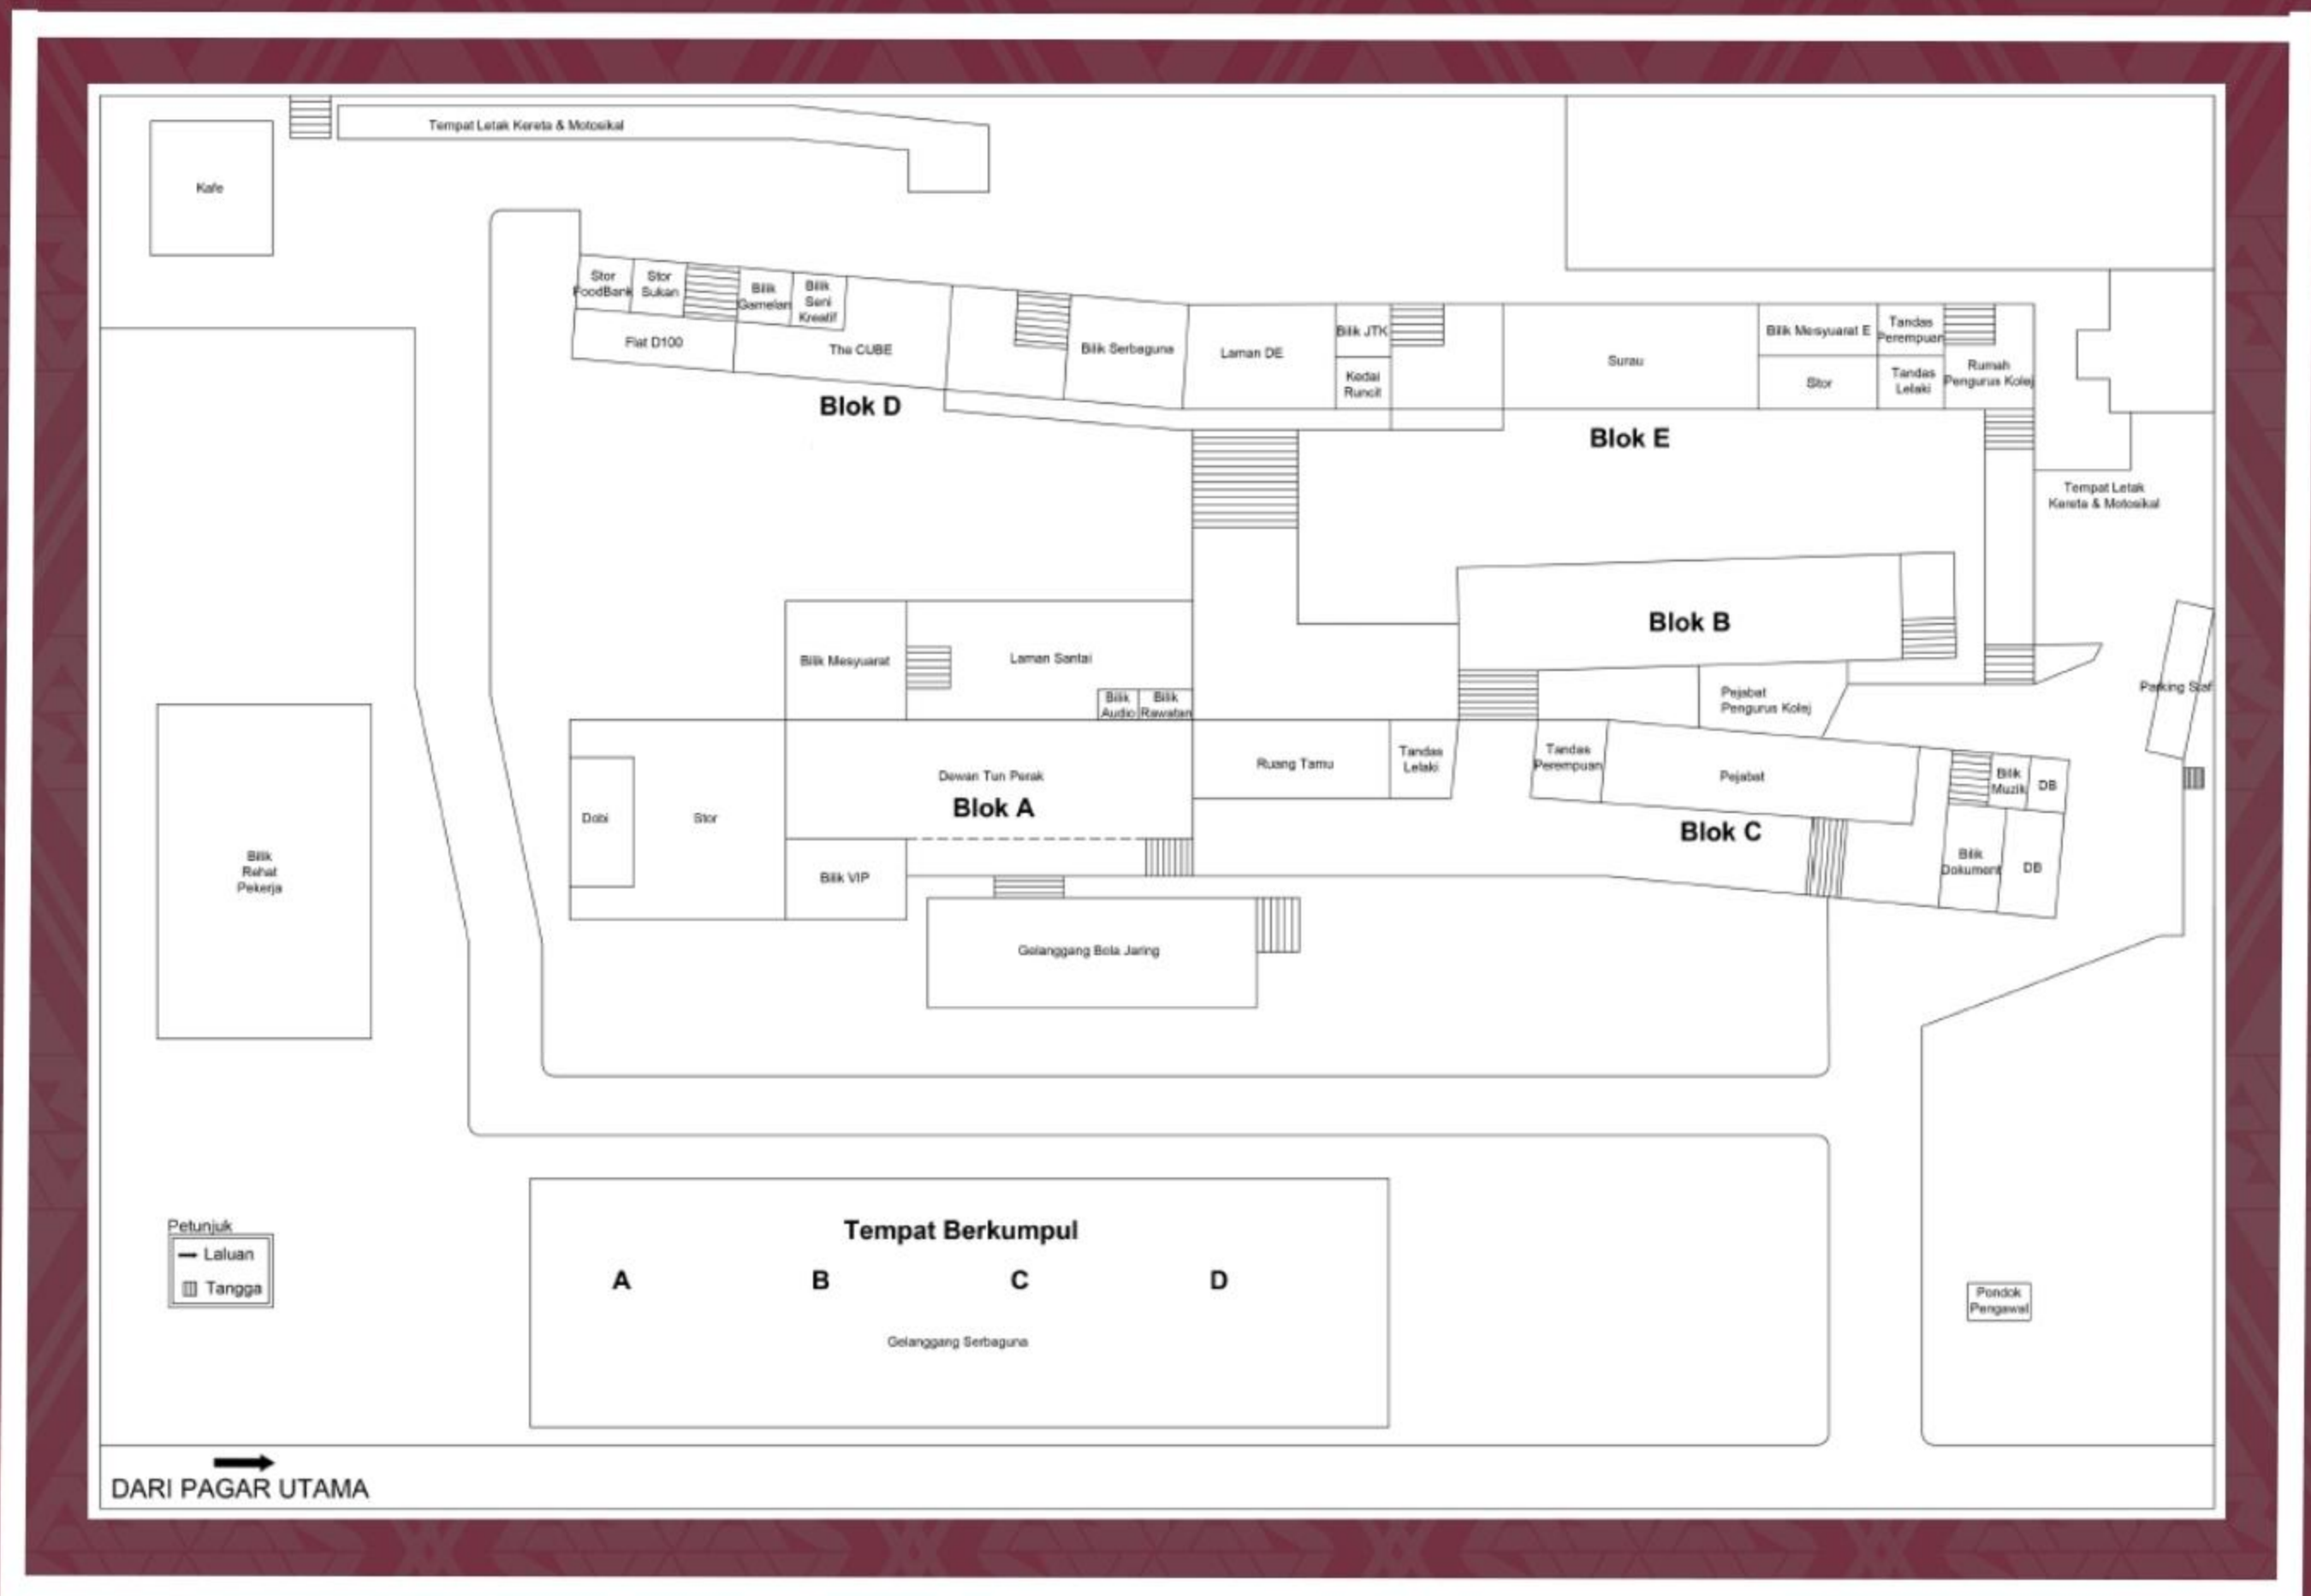 Tempat Letak Kereta & Motosikal
Kafe
Stor
FoodBank
Stor
Sukan
Bilik
Gamelan
Bilik
Seni
Kreatif
Flat D100
The CUBE
Bilik Serbaguna
Laman DE
Bilik JTK
Kedai
Runcit
Surau
Bilik Mesyuarat E
Stor
Tandas
Perempuan
Tandas
Lelaki
Rumah
Pengurus Kolej
Blok D
Blok E
Tempat Letak
Kereta & Motosikal
Blok B
Bilik Mesyuarat
Laman Santai
Bilik
Audio
Bilik
Rawatan
Pejabat
Pengurus Kolej
Parking Staf
Dobi
Stor
Dewan Tun Perak
Blok A
Bilik VIP
Ruang Tamu
Tandas
Lelaki
Tandas
Perempuan
Pejabat
Blok C
Bilik
Muzik
DB
Bilik
Dokument
DB
Bilik
Rehat
Pekerja
Gelanggang Bola Jaring
Tempat Berkumpul
A B C D
Gelanggang Serbaguna
Petunjuk
Laluan
Tangga
Pondok
Pengawal
DARI PAGAR UTAMA